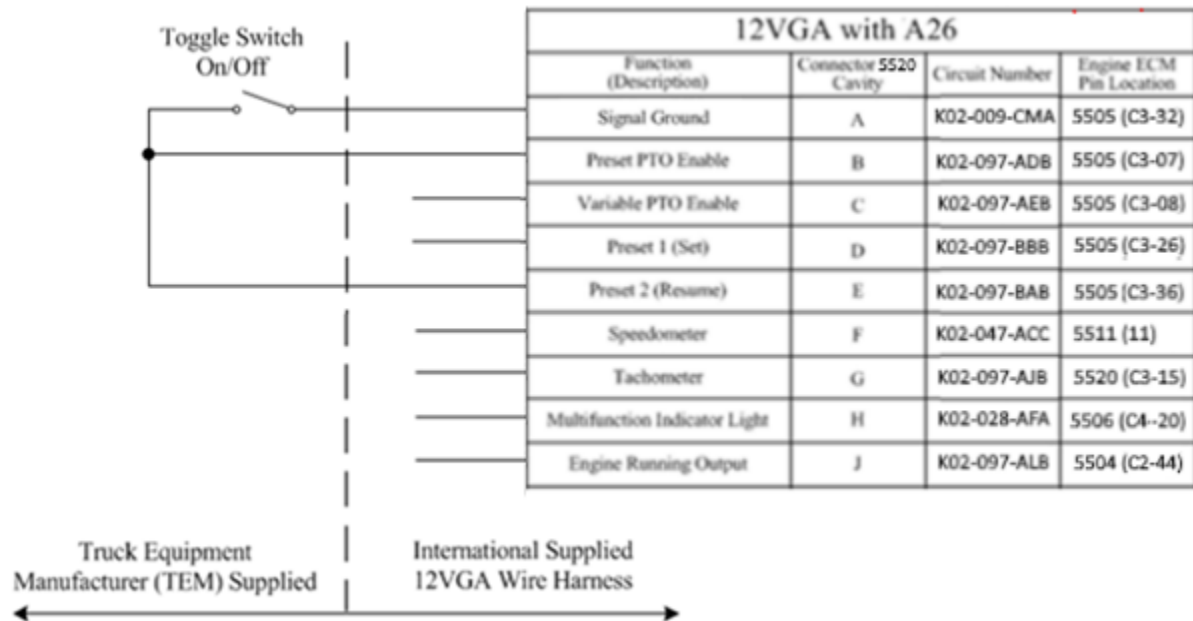 12VGA with A26
Toggle Switch
On/Off
Function
(Description)
Connector 5520
Cavity
Circuit Number
Engine ECM
Pin Location
Signal Ground A K02-009-CMA 5505 (C3-32)
Preset PTO Enable B K02-097-ADB 5505 (C3-07)
Variable PTO Enable C K02-097-AEB 5505 (C3-08)
Preset 1 (Set) D K02-097-BBB 5505 (C3-26)
Preset 2 (Resume) E K02-097-BAB 5505 (C3-36)
Speedometer F K02-047-ACC 5511 (11)
Tachometer G K02-097-AJB 5520 (C3-15)
Multifunction Indicator Light H K02-028-AFA 5506 (C4--20)
Engine Running Output J K02-097-ALB 5504 (C2-44)
Truck Equipment
Manufacturer (TEM) Supplied
International Supplied
12VGA Wire Harness